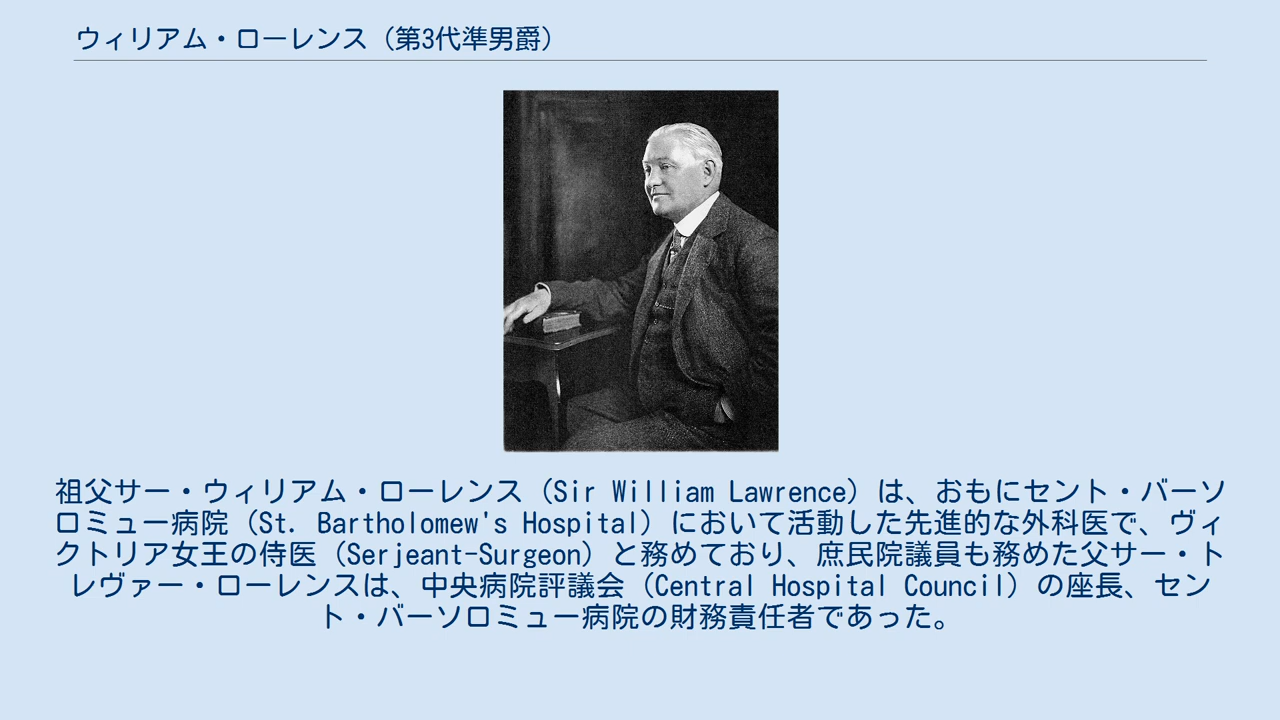 ウィリアム・ローレンス（第3代準男爵）
祖父サー・ウィリアム・ローレンス（Sir William Lawrence）は、おもにセント・バーソ
ロミュー病院（St. Bartholomew's Hospital）において活動した先進的な外科医で、ヴィ
クトリア女王の侍医（Serjeant-Surgeon）と務めており、庶民院議員も務めた父サー・ト
レヴァー・ローレンスは、中央病院評議会（Central Hospital Council）の座長、セン
ト・バーソロミュー病院の財務責任者であった。